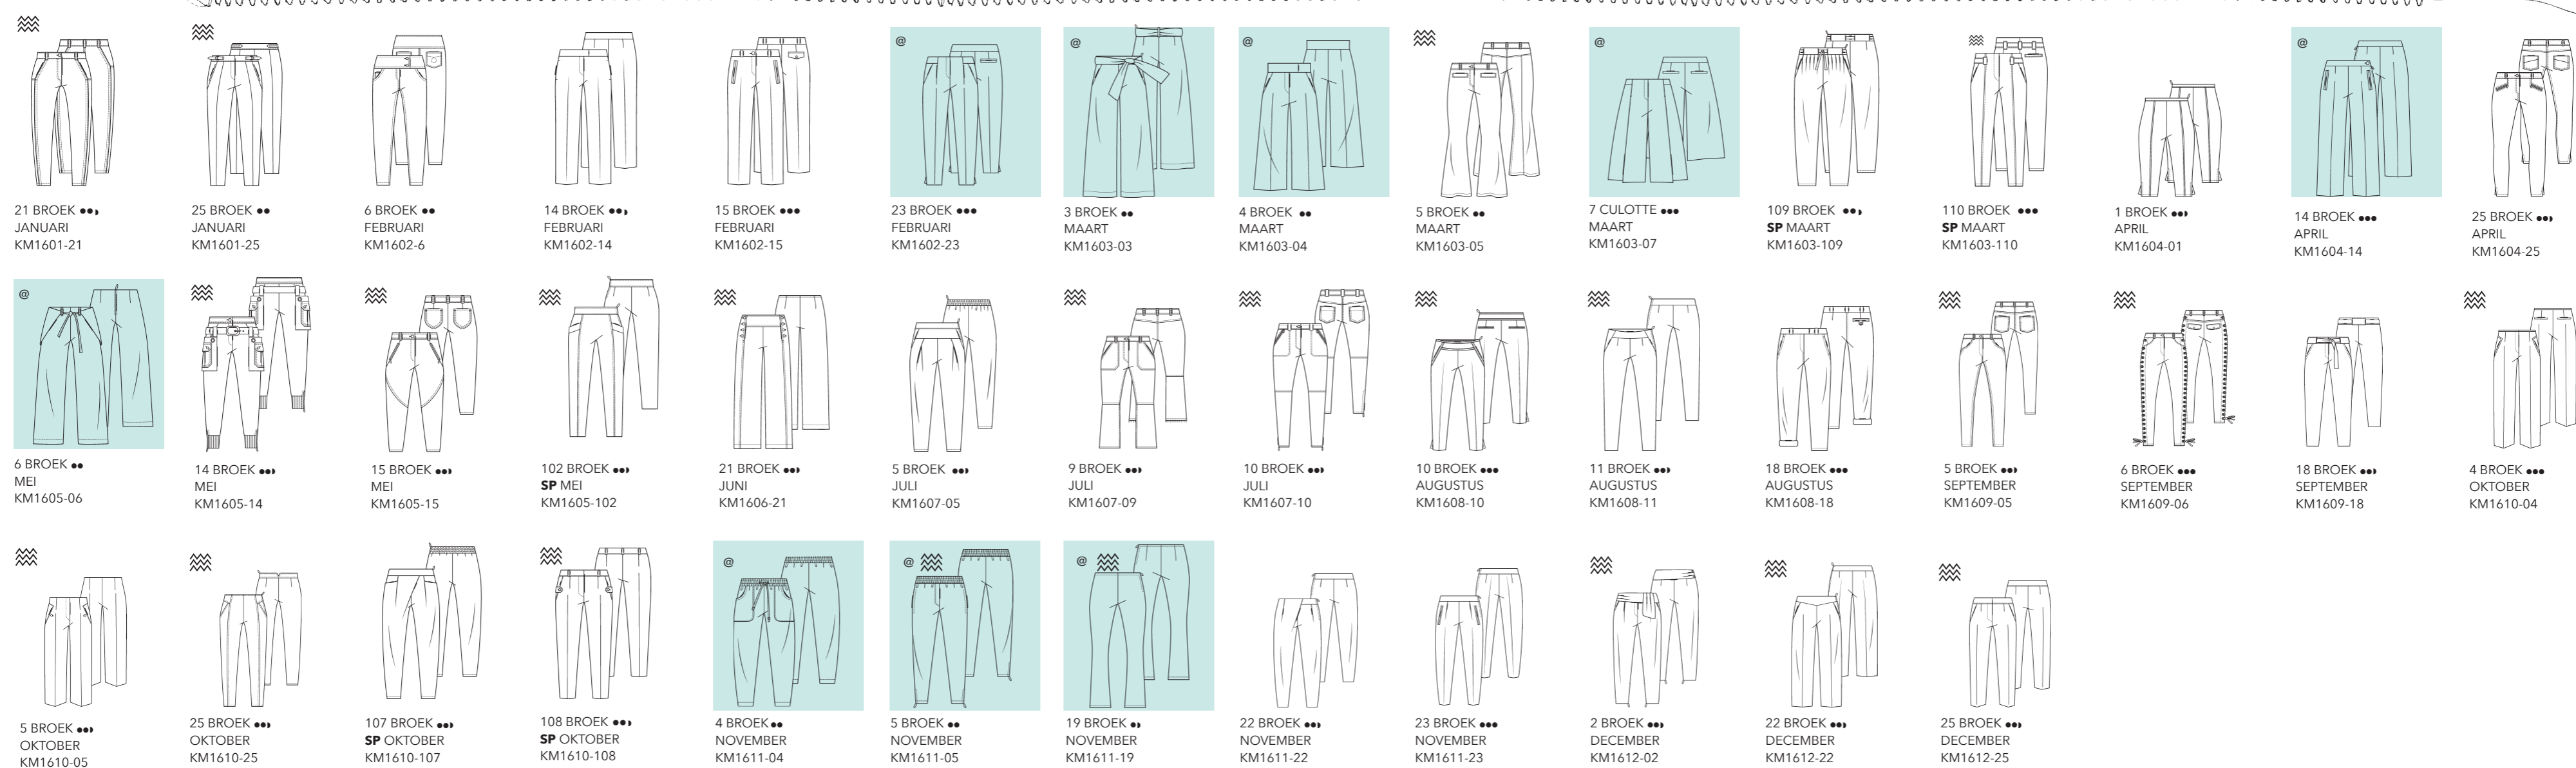 21 BROEK ●●◗
JANUARI
KM1601-21
25 BROEK ●●
JANUARI
KM1601-25
6 BROEK ●●
FEBRUARI
KM1602-6
14 BROEK ●●◗
FEBRUARI
KM1602-14
15 BROEK ●●●
FEBRUARI
KM1602-15
@
23 BROEK ●●●
FEBRUARI
KM1602-23
@
3 BROEK ●●
MAART
KM1603-03
@
4 BROEK ●●
MAART
KM1603-04
5 BROEK ●●
MAART
KM1603-05
@
7 CULOTTE ●●●
MAART
KM1603-07
109 BROEK ●●◗
SP MAART
KM1603-109
110 BROEK ●●●
SP MAART
KM1603-110
1 BROEK ●●◗
APRIL
KM1604-01
@
14 BROEK ●●●
APRIL
KM1604-14
25 BROEK ●●◗
APRIL
KM1604-25
@
6 BROEK ●●
MEI
KM1605-06
14 BROEK ●●◗
MEI
KM1605-14
15 BROEK ●●◗
MEI
KM1605-15
102 BROEK ●●◗
SP MEI
KM1605-102
21 BROEK ●●◗
JUNI
KM1606-21
5 BROEK ●●◗
JULI
KM1607-05
9 BROEK ●●◗
JULI
KM1607-09
10 BROEK ●●◗
JULI
KM1607-10
10 BROEK ●●●
AUGUSTUS
KM1608-10
11 BROEK ●●◗
AUGUSTUS
KM1608-11
18 BROEK ●●●
AUGUSTUS
KM1608-18
5 BROEK ●●◗
SEPTEMBER
KM1609-05
6 BROEK ●●●
SEPTEMBER
KM1609-06
18 BROEK ●●◗
SEPTEMBER
KM1609-18
4 BROEK ●●●
OKTOBER
KM1610-04
5 BROEK ●●◗
OKTOBER
KM1610-05
25 BROEK ●●◗
OKTOBER
KM1610-25
107 BROEK ●●◗
SP OKTOBER
KM1610-107
108 BROEK ●●◗
SP OKTOBER
KM1610-108
@
4 BROEK ●●
NOVEMBER
KM1611-04
@
5 BROEK ●●
NOVEMBER
KM1611-05
@
19 BROEK ●◗
NOVEMBER
KM1611-19
22 BROEK ●●◗
NOVEMBER
KM1611-22
23 BROEK ●●●
NOVEMBER
KM1611-23
2 BROEK ●●◗
DECEMBER
KM1612-02
22 BROEK ●●◗
DECEMBER
KM1612-22
25 BROEK ●●◗
DECEMBER
KM1612-25